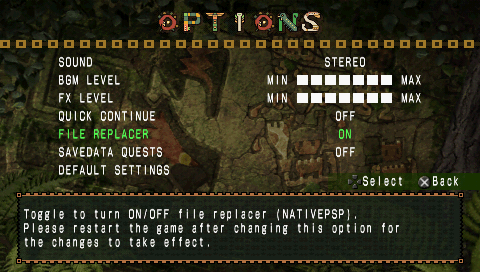 OPTIONS
SOUND STEREO
BGM LEVEL MIN MAX
FX LEVEL MIN MAX
QUICK CONTINUE OFF
FILE REPLACER ON
SAVEDATA QUESTS OFF
DEFAULT SETTINGS
Select Back
Toggle to turn ON/OFF file replacer (NATIVEPSP).
Please restart the game after changing this option for
the changes to take effect.